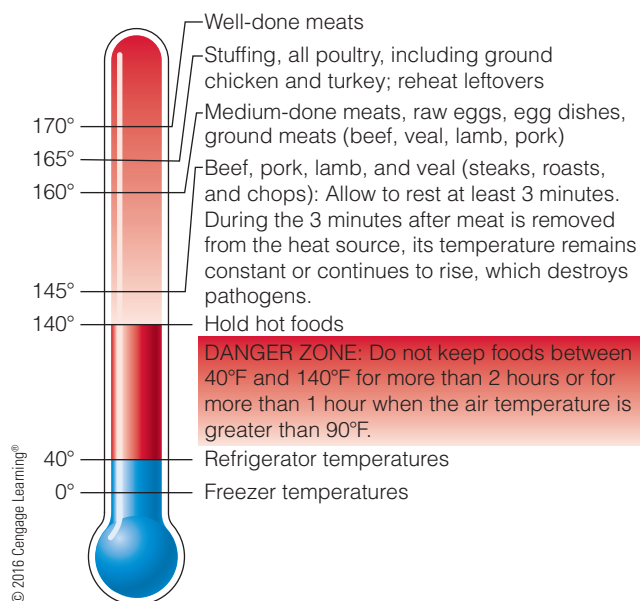 Well-done meats
Stuffing, all poultry, including ground
chicken and turkey; reheat leftovers
170°
Medium-done meats, raw eggs, egg dishes,
ground meats (beef, veal, lamb, pork)
165°
160°
Beef, pork, lamb, and veal (steaks, roasts,
and chops): Allow to rest at least 3 minutes.
During the 3 minutes after meat is removed
from the heat source, its temperature remains
constant or continues to rise, which destroys
pathogens.
145°
140°
Hold hot foods
DANGER ZONE: Do not keep foods between
40°F and 140°F for more than 2 hours or for
more than 1 hour when the air temperature is
greater than 90°F.
40°
Refrigerator temperatures
0°
Freezer temperatures
© 2016 Cengage Learning®